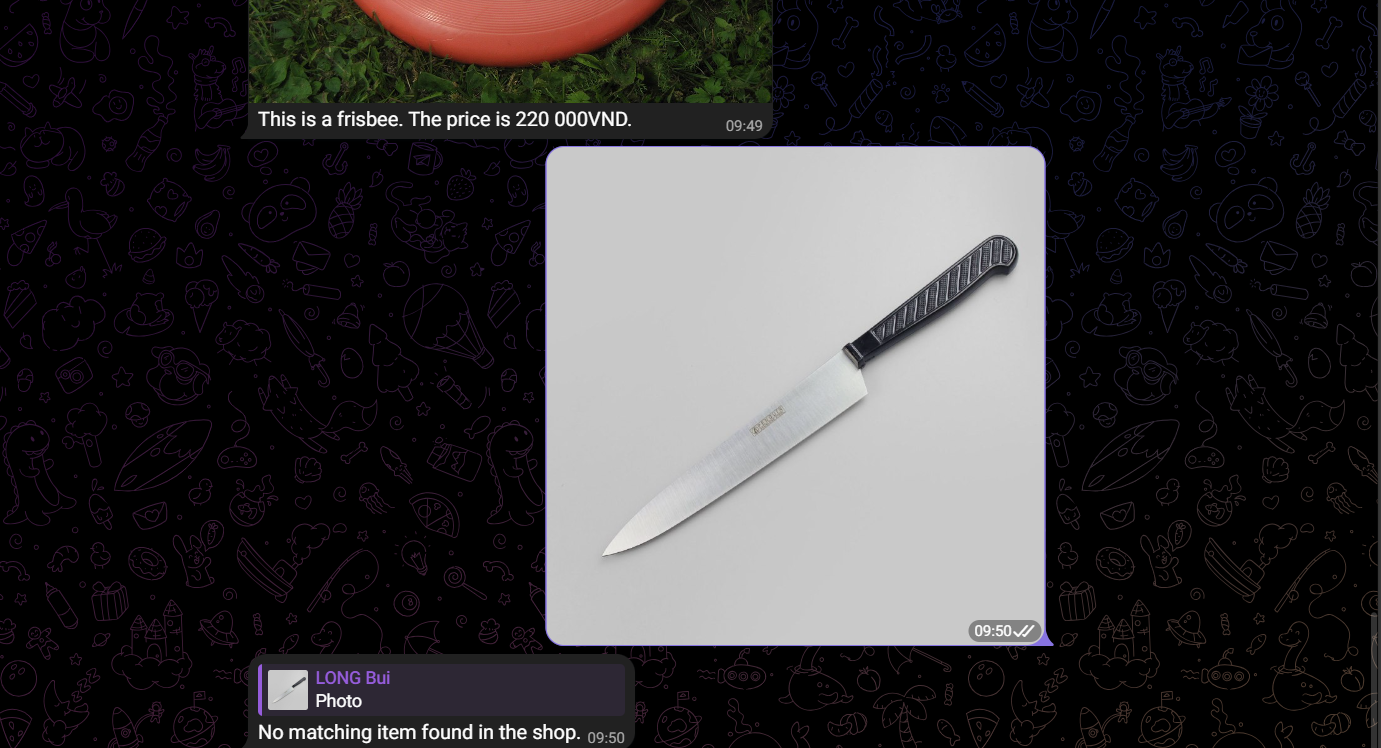 This is a frisbee. The price is 220 000VND.
09:49
09:50
LONG Bui
Photo
No matching item found in the shop.
09:50